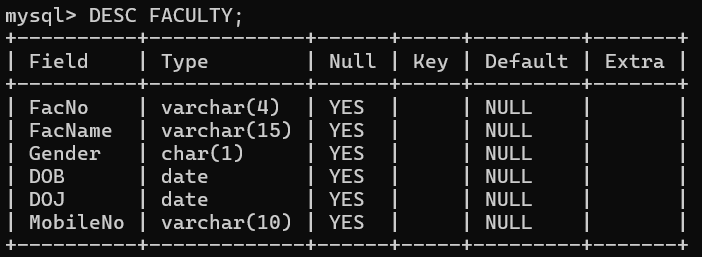 mysql> DESC FACULTY;
+----------+-------------+------+-----+---------+-------+
| Field    | Type        | Null | Key | Default | Extra |
+----------+-------------+------+-----+---------+-------+
| FacNo    | varchar(4)  | YES  |     | NULL    |       |
| FacName  | varchar(15) | YES  |     | NULL    |       |
| Gender   | char(1)     | YES  |     | NULL    |       |
| DOB      | date        | YES  |     | NULL    |       |
| DOJ      | date        | YES  |     | NULL    |       |
| MobileNo | varchar(10) | YES  |     | NULL    |       |
+----------+-------------+------+-----+---------+-------+